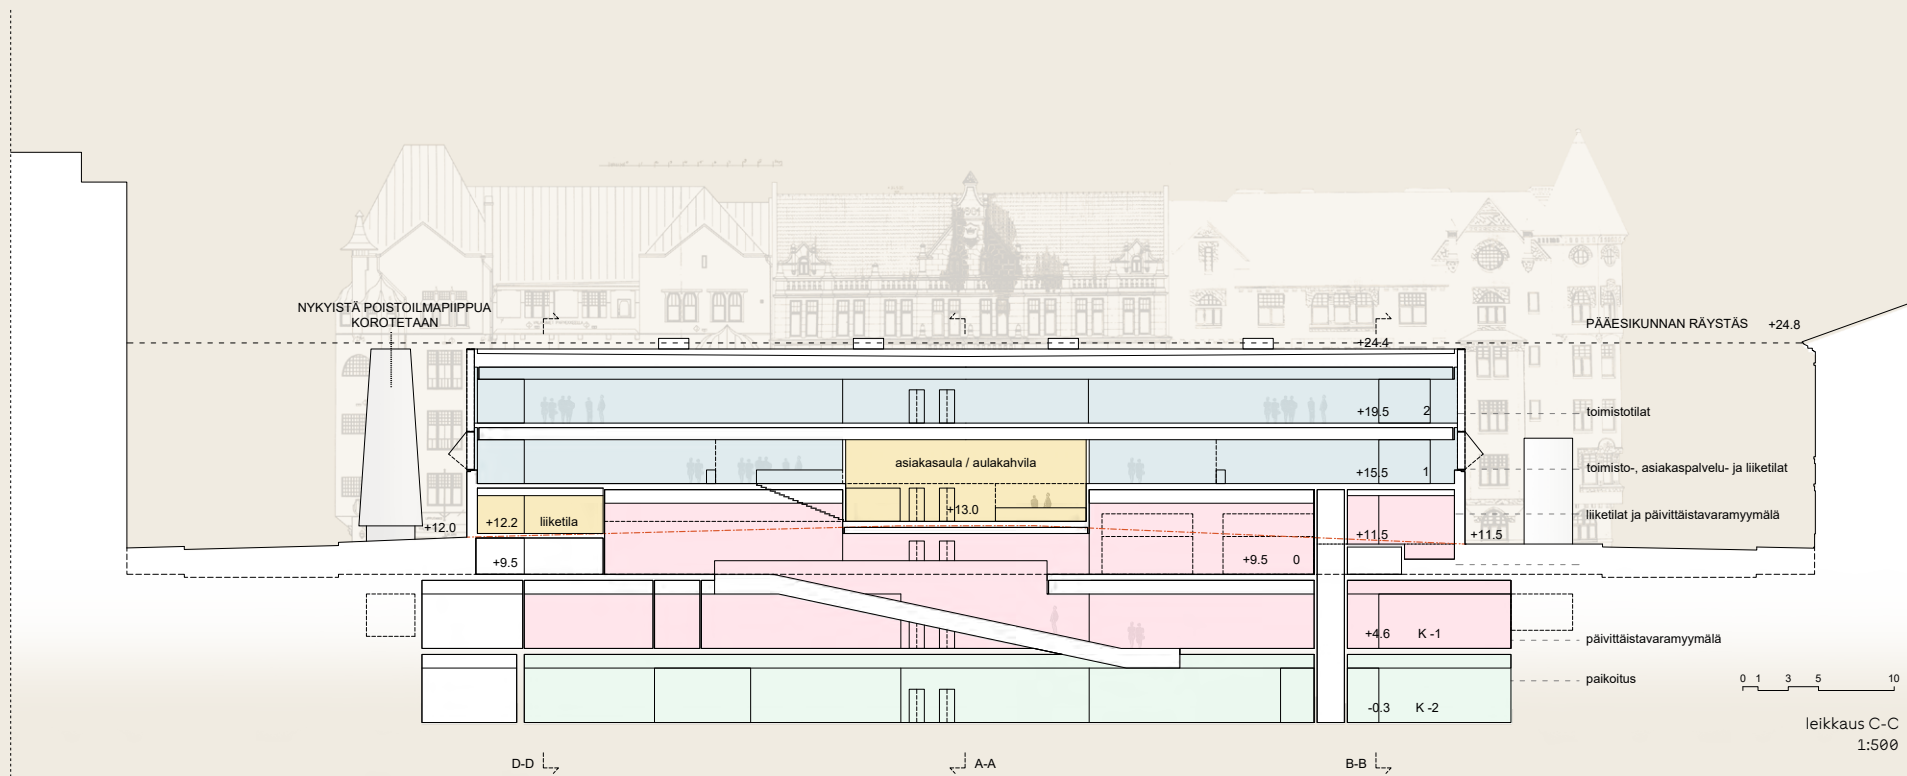 NYKYISTÄ POISTOILMAPIIPPUA
KOROTETAAN
PÄÄESIKUNNAN RÄYSTÄS +24.8
+24.4
+19.5 2
toimistotilat
asiakasaula / aulakahvila
+15.5 1
toimisto-, asiakaspalvelu- ja liiketilat
+13.0
+12.0
+12.2 liiketila
liiketilat ja päivittäistavaramyymälä
+11.5
+11.5
+9.5
+9.5 0
+4.6 K -1
päivittäistavaramyymälä
paikoitus
-0.3 K -2
0 1 3 5 10
leikkaus C-C
1:500
D-D
A-A
B-B